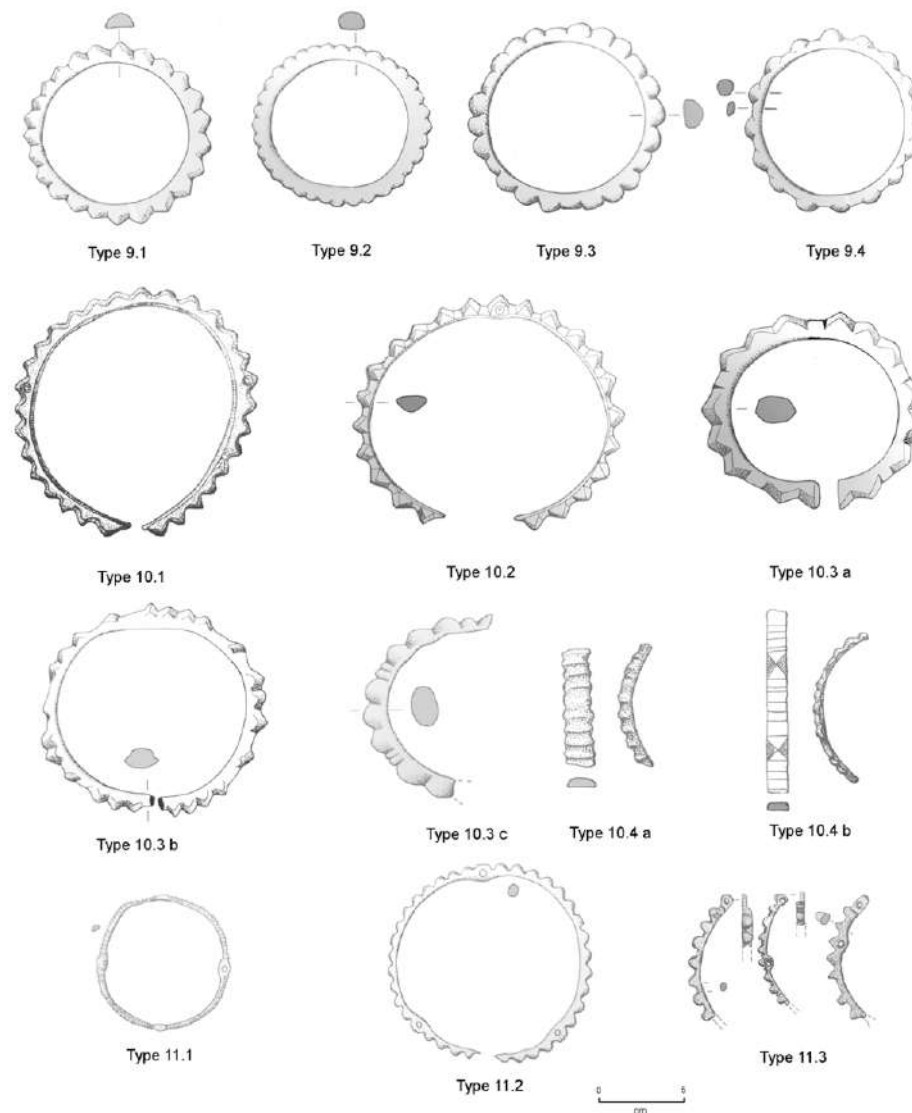 Type 9.1
Type 9.2
Type 9.3
Type 9.4
Type 10.1
Type 10.2
Type 10.3 a
Type 10.3 b
Type 10.3 c
Type 10.4 a
Type 10.4 b
Type 11.1
Type 11.2
Type 11.3
0 5
cm